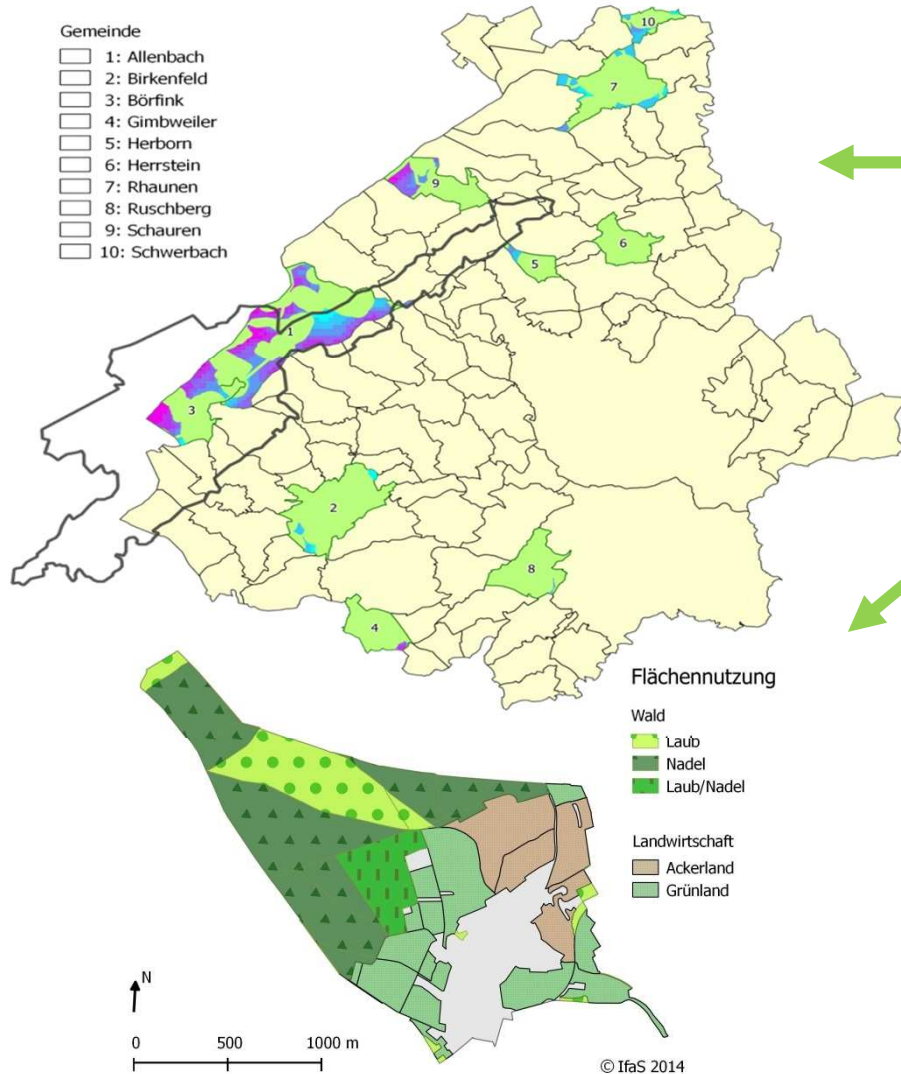 Gemeinde
1: Allenbach
2: Birkenfeld
3: Börfink
4: Gimbweiler
5: Herborn
6: Herrstein
7: Rhaunen
8: Ruschberg
9: Schauren
10: Schwerbach
10
7
9
6
5
1
3
2
8
4
Flächennutzung
Wald
Laub
Nadel
Laub/Nadel
Landwirtschaft
Ackerland
Grünland
N
0 500 1000 m
© IfaS 2014